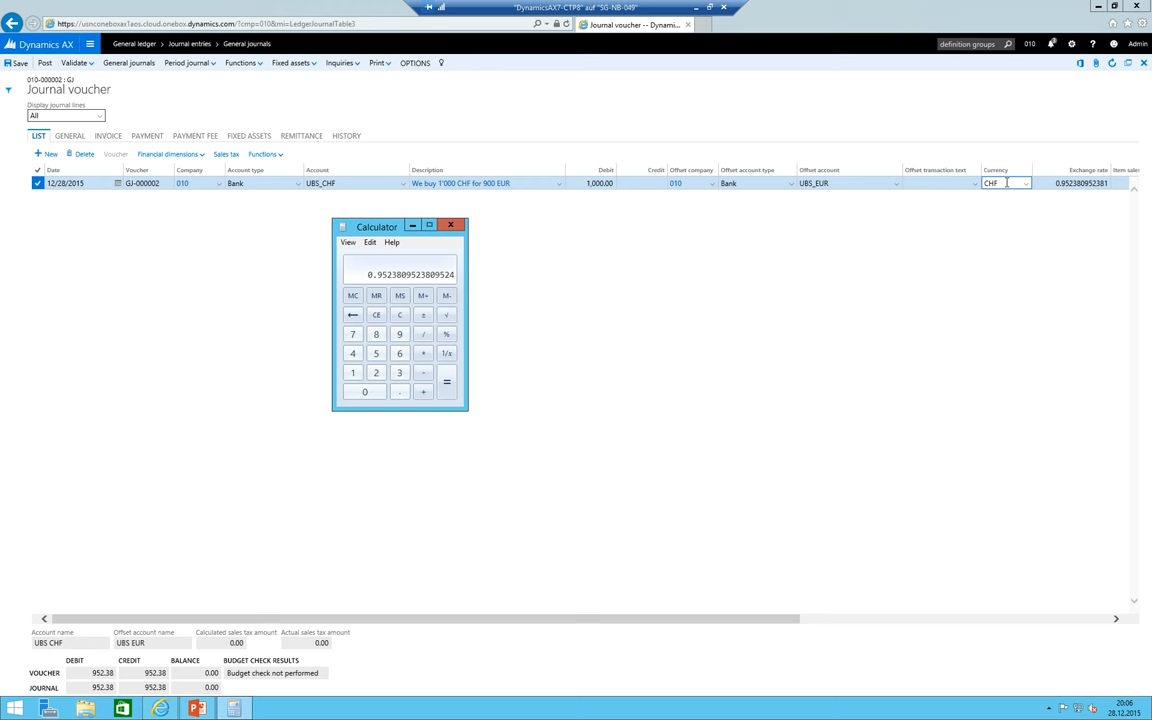 "DynamicsAX7-CTP8" auf "SG-NB-049"
https://usnconeboxax1aos.cloud.onebox.dynamics.com/?cmp=010&mi=LedgerJournalTable3
Journal voucher -- Dynami...
Dynamics AX
General ledger
Journal entries
General journals
definition groups
010
Admin
Save
Post
Validate
General journals
Period journal
Functions
Fixed assets
Inquiries
Print
OPTIONS
010-000002 : GJ
Journal voucher
Display journal lines
All
LIST
GENERAL
INVOICE
PAYMENT
PAYMENT FEE
FIXED ASSETS
REMITTANCE
HISTORY
New
Delete
Voucher
Financial dimensions
Sales tax
Functions
Date Voucher Company Account type Account Description Debit Credit Offset company Offset account type Offset account Offset transaction text Currency Exchange rate Item sales
12/28/2015 GJ-000002 010 Bank UBS_CHF We buy 1'000 CHF for 900 EUR 1,000.00 010 Bank UBS_EUR CHF 0.952380952381
Calculator
View Edit Help
0.9523809523809524
MC MR MS M+ M-
← CE C ± √
7 8 9 / %
4 5 6 * 1/x
1 2 3 - =
0 . +
Account name Offset account name Calculated sales tax amount Actual sales tax amount
UBS CHF UBS EUR 0.00 0.00
DEBIT CREDIT BALANCE BUDGET CHECK RESULTS
VOUCHER 952.38 952.38 0.00 Budget check not performed
JOURNAL 952.38 952.38 0.00
20:06
28.12.2015